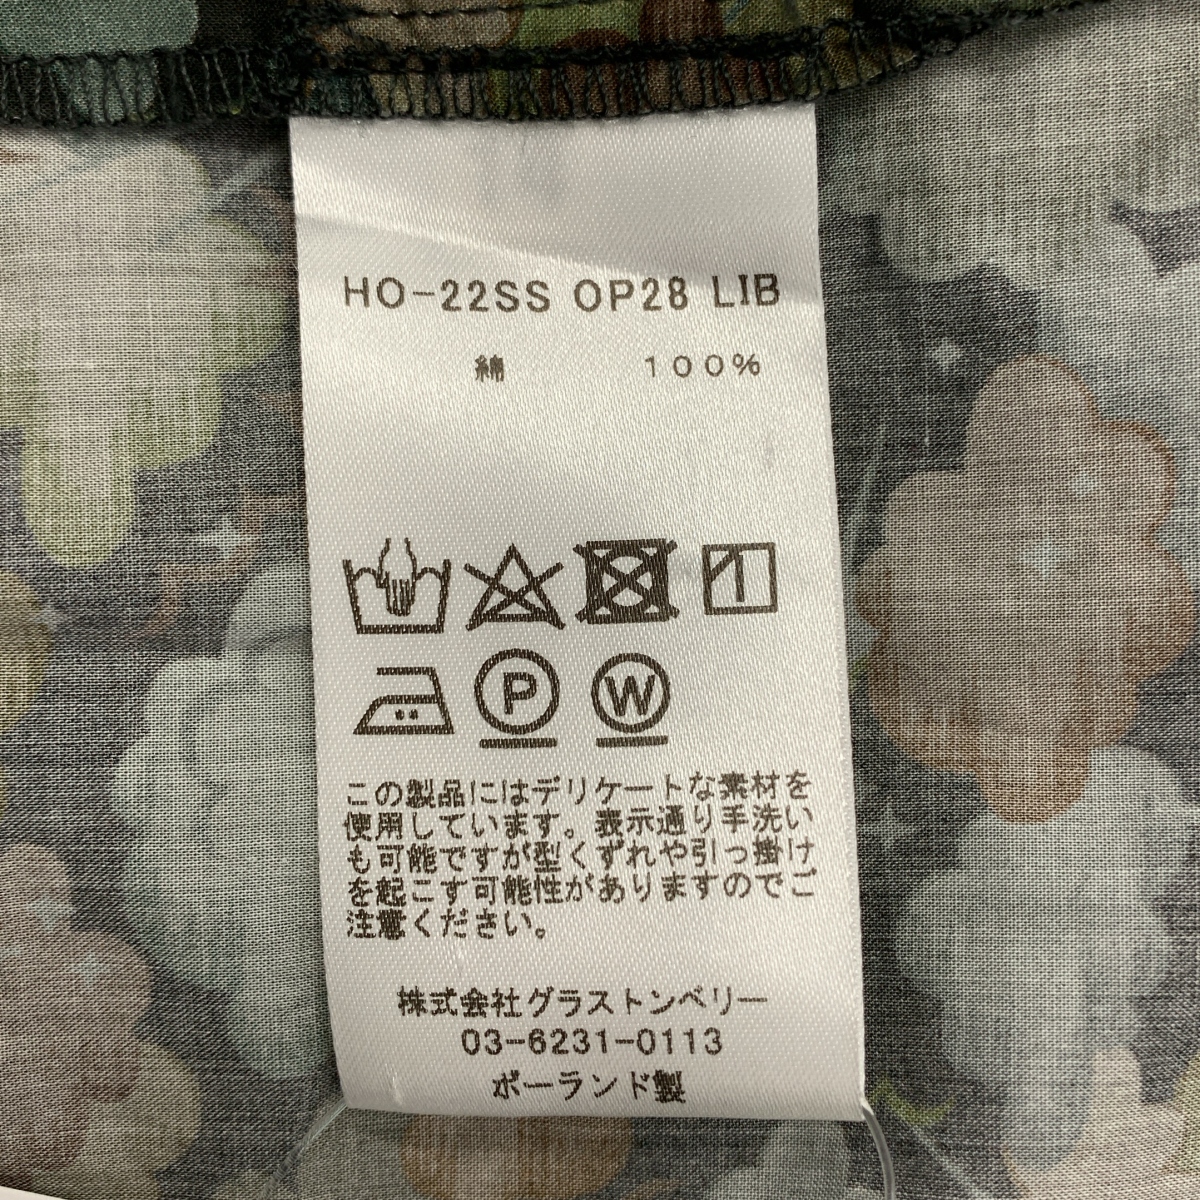 HO-22SS OP28 LIB
綿 100%
P W
この製品にはデリケートな素材を
使用しています。表示通り手洗い
も可能ですが型くずれや引っ掛け
を起こす可能性がありますのでご
注意ください。
株式会社グラストンベリー
03-6231-0113
ポーランド製